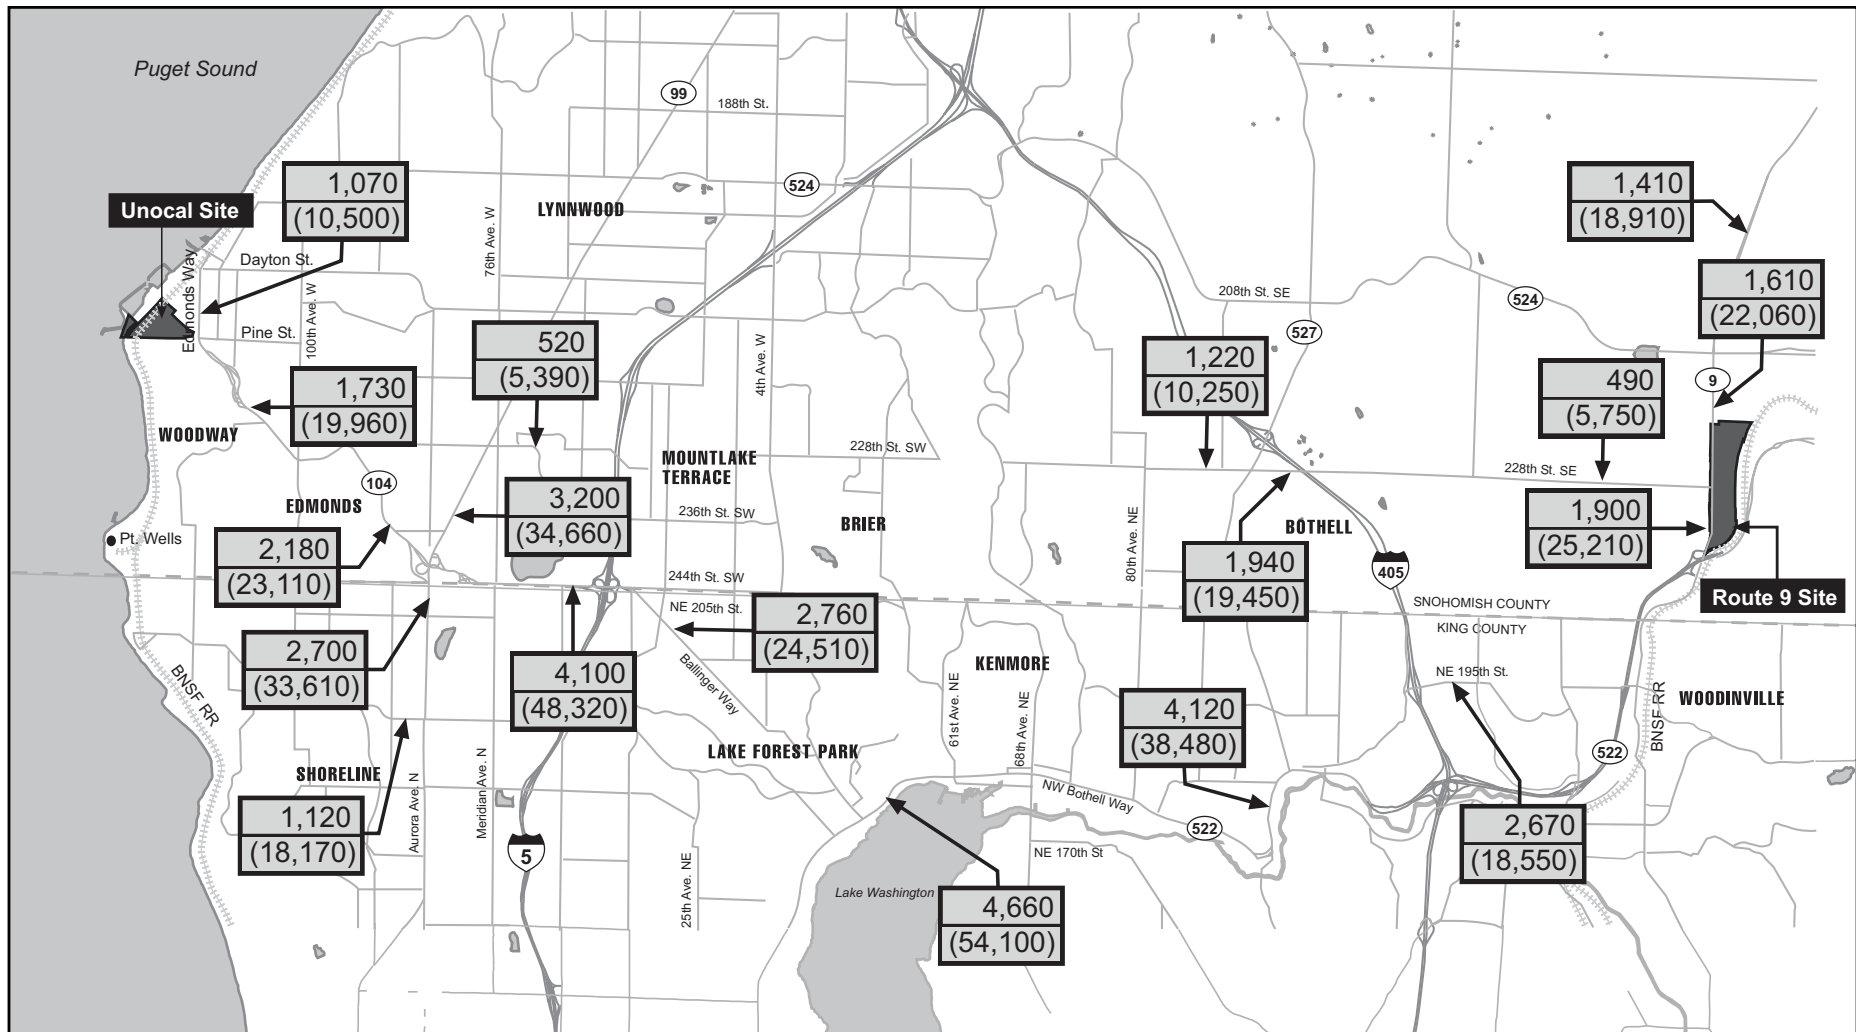 Puget Sound
99
188th St.
524
1,070
(10,500)
Unocal Site
1,410
(18,910)
LYNNWOOD
76th Ave. W
Edmonds Way
Dayton St.
1,610
(22,060)
208th St. SE
524
100th Ave. W
Pine St.
527
520
(5,390)
4th Ave. W
1,220
(10,250)
490
(5,750)
9
1,730
(19,960)
WOODWAY
228th St. SW
MOUNTLAKE
TERRACE
228th St. SE
104
EDMONDS
3,200
(34,660)
236th St. SW
BRIER
80th Ave. NE
BOTHELL
1,900
(25,210)
Pt. Wells
2,180
(23,110)
1,940
(19,450)
405
244th St. SW
NE 205th St.
2,760
(24,510)
SNOHOMISH COUNTY
KING COUNTY
Route 9 Site
2,700
(33,610)
4,100
(48,320)
Ballinger Way
KENMORE
61st Ave. NE
68th Ave. NE
NE 195th St.
BNSF RR
4,120
(38,480)
WOODINVILLE
BNSF RR
522
LAKE FOREST PARK
SHORELINE
Aurora Ave. N
Meridian Ave. N
NW Bothell Way
522
1,120
(18,170)
5
NE 170th St
2,670
(18,550)
25th Ave. NE
Lake Washington
4,660
(54,100)